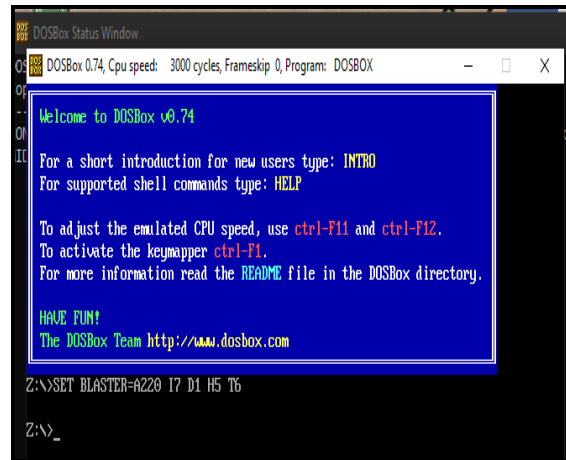 DOSBox Status Window
DOSBox 0.74, Cpu speed: 3000 cycles, Frameskip 0, Program: DOSBOX
Welcome to DOSBox v0.74
For a short introduction for new users type: INTRO
For supported shell commands type: HELP
To adjust the emulated CPU speed, use ctrl-F11 and ctrl-F12.
To activate the keymapper ctrl-F1.
For more information read the README file in the DOSBox directory.
HAVE FUN!
The DOSBox Team http://www.dosbox.com
Z:\>SET BLASTER=A220 I7 D1 H5 T6
Z:\>_